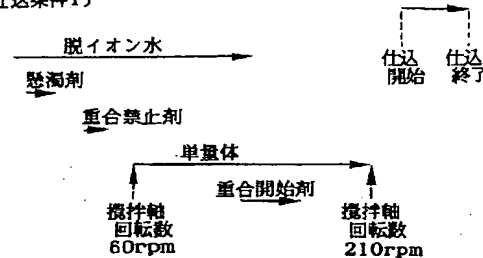 仕込条件1)
脱イオン水
仕込
開始
仕込
終了
懸濁剤
重合禁止剤
単量体
重合開始剤
攪拌軸
回転数
60rpm
攪拌軸
回転数
210rpm